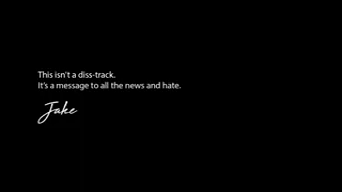 This isn't a diss-track.
It's a message to all the news and hate.
Jake